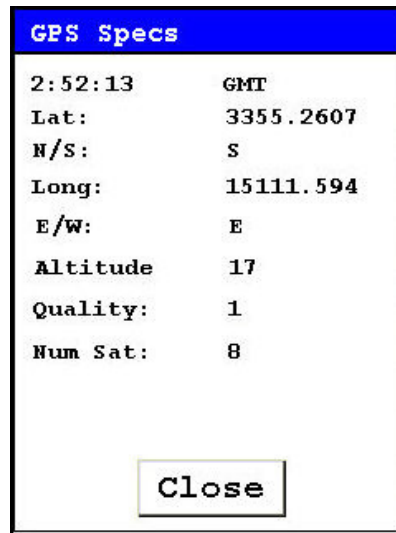 GPS Specs
2:52:13 GMT
Lat: 3355.2607
N/S: S
Long: 15111.594
E/W: E
Altitude 17
Quality: 1
Num Sat: 8
Close